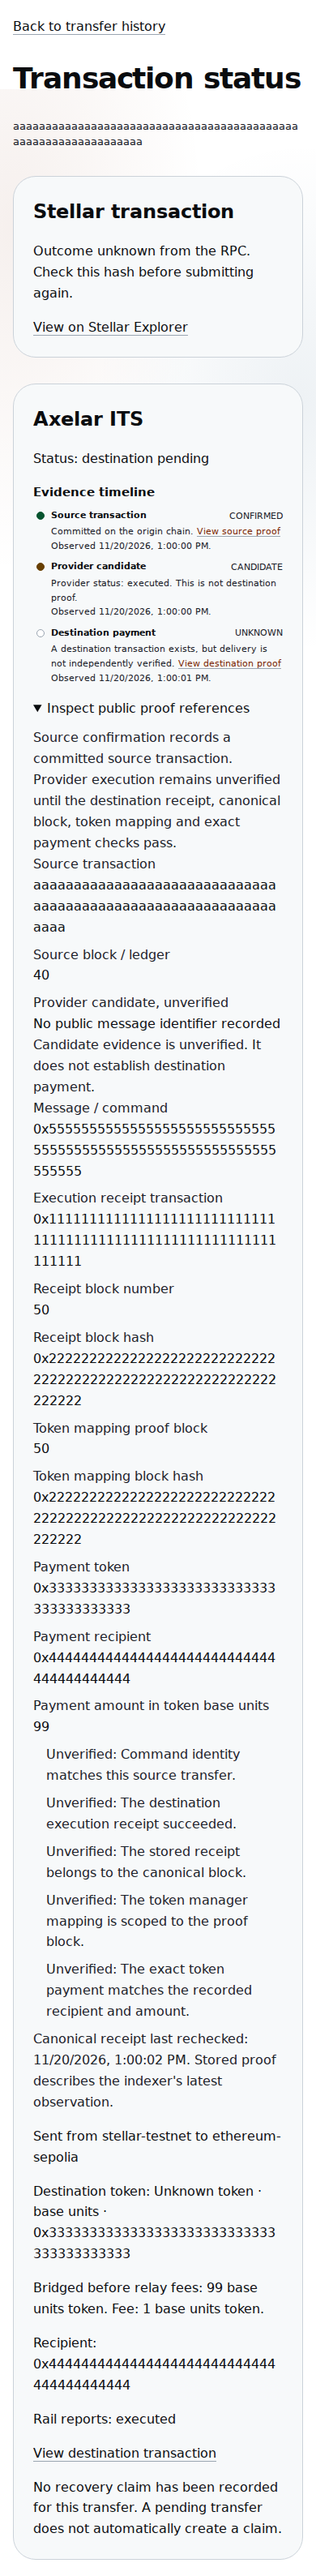 Back to transfer history
Transaction status
aaaaaaaaaaaaaaaaaaaaaaaaaaaaaaaaaaaaaaaaaaaa
aaaaaaaaaaaaaaaaaaaa
Stellar transaction
Outcome unknown from the RPC.
Check this hash before submitting
again.
View on Stellar Explorer
Axelar ITS
Status: destination pending
Evidence timeline
Source transaction CONFIRMED
Committed on the origin chain. View source proof
Observed 11/20/2026, 1:00:00 PM.
Provider candidate CANDIDATE
Provider status: executed. This is not destination
proof.
Observed 11/20/2026, 1:00:00 PM.
Destination payment UNKNOWN
A destination transaction exists, but delivery is
not independently verified. View destination proof
Observed 11/20/2026, 1:00:01 PM.
▼ Inspect public proof references
Source confirmation records a
committed source transaction.
Provider execution remains unverified
until the destination receipt, canonical
block, token mapping and exact
payment checks pass.
Source transaction
aaaaaaaaaaaaaaaaaaaaaaaaaaaaaa
aaaaaaaaaaaaaaaaaaaaaaaaaaaaaa
aaaa
Source block / ledger
40
Provider candidate, unverified
No public message identifier recorded
Candidate evidence is unverified. It
does not establish destination
payment.
Message / command
0x5555555555555555555555555555
555555555555555555555555555555
555555
Execution receipt transaction
0x1111111111111111111111111111
111111111111111111111111111111
111111
Receipt block number
50
Receipt block hash
0x2222222222222222222222222222
222222222222222222222222222222
222222
Token mapping proof block
50
Token mapping block hash
0x2222222222222222222222222222
222222222222222222222222222222
222222
Payment token
0x3333333333333333333333333333
333333333333
Payment recipient
0x4444444444444444444444444444
444444444444
Payment amount in token base units
99
Unverified: Command identity
matches this source transfer.
Unverified: The destination
execution receipt succeeded.
Unverified: The stored receipt
belongs to the canonical block.
Unverified: The token manager
mapping is scoped to the proof
block.
Unverified: The exact token
payment matches the recorded
recipient and amount.
Canonical receipt last rechecked:
11/20/2026, 1:00:02 PM. Stored proof
describes the indexer's latest
observation.
Sent from stellar-testnet to ethereum-
sepolia
Destination token: Unknown token ·
base units ·
0x3333333333333333333333333333
333333333333
Bridged before relay fees: 99 base
units token. Fee: 1 base units token.
Recipient:
0x4444444444444444444444444444
444444444444
Rail reports: executed
View destination transaction
No recovery claim has been recorded
for this transfer. A pending transfer
does not automatically create a claim.